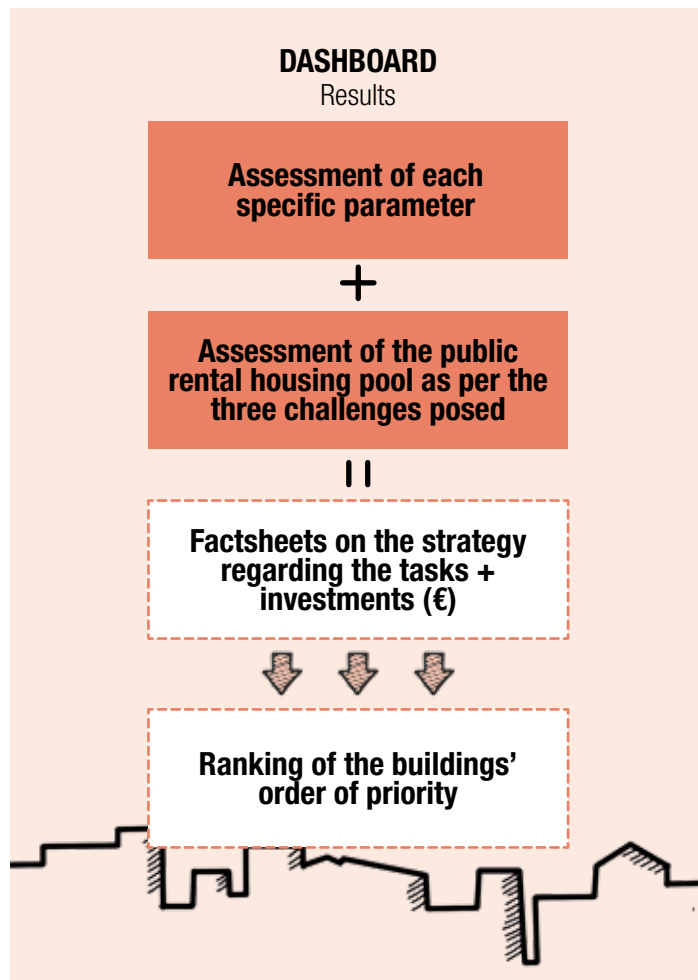 DASHBOARD
Results
Assessment of each
specific parameter
+
Assessment of the public
rental housing pool as per the
three challenges posed
=
Factsheets on the strategy
regarding the tasks +
investments (€)
Ranking of the buildings'
order of priority